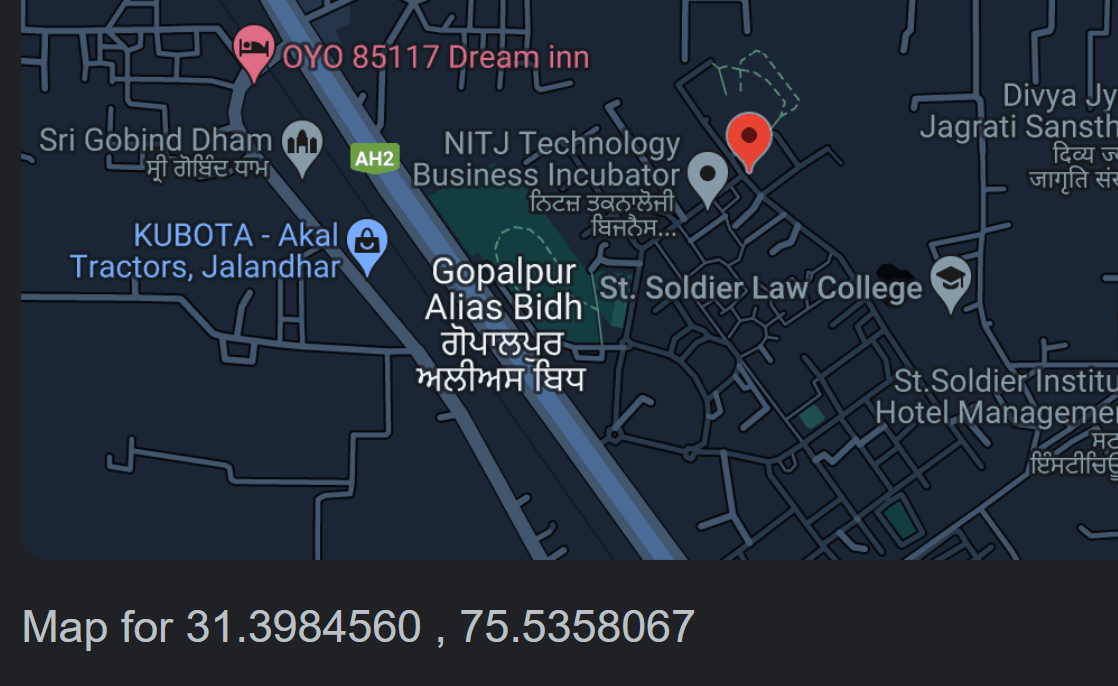 OYO 85117 Dream inn
Sri Gobind Dham
ਸ੍ਰੀ ਗੋਬਿੰਦ ਧਾਮ
AH2
NITJ Technology
Business Incubator
ਨਿਟਜ਼ ਤਕਨਾਲੋਜੀ
ਬਿਜਨੈਸ...
Divya Jy
Jagrati Sansth
दिव्य ज्
जागृति संस
KUBOTA - Akal
Tractors, Jalandhar
Gopalpur
Alias Bidh
ਗੋਪਾਲਪੁਰ
ਅਲੀਅਸ ਬਿਧ
St. Soldier Law College
St.Soldier Institu
Hotel Manageme
ਸਟ
ਇੰਸਟੀਚਿਊ
Map for 31.3984560 , 75.5358067